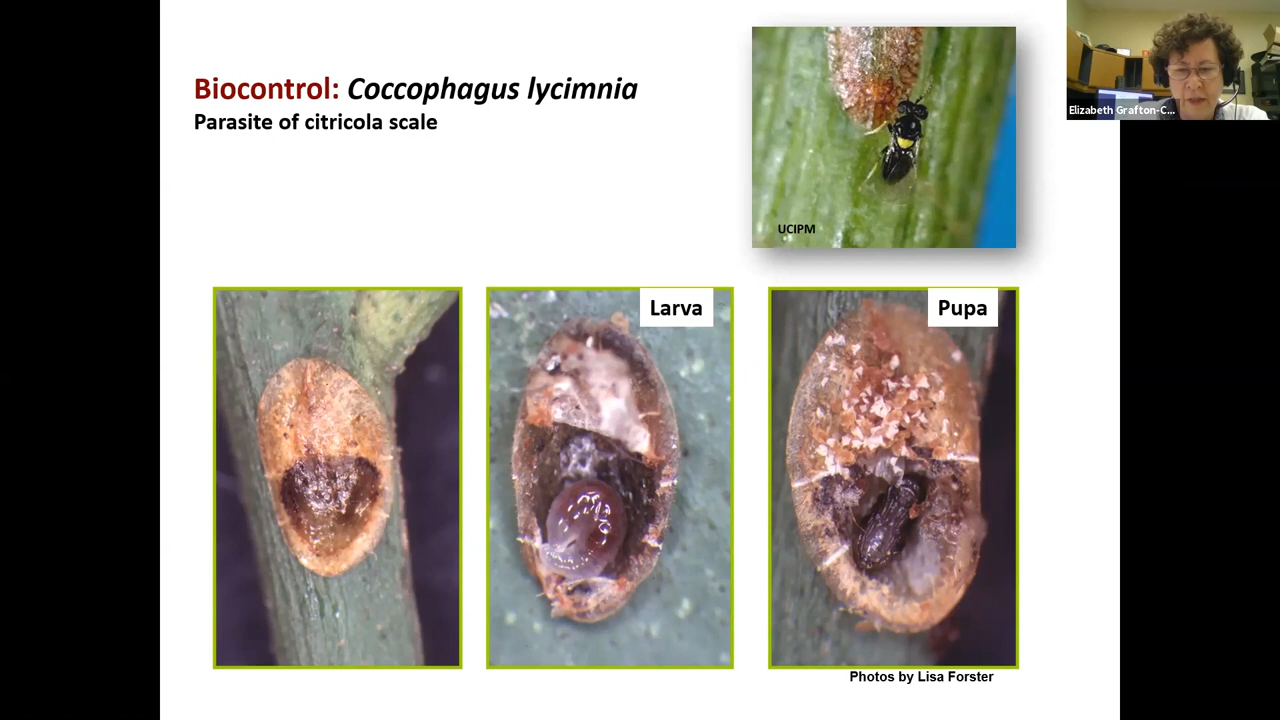 Biocontrol: Coccophagus lycimnia
Parasite of citricola scale
UCIPM
Elizabeth Grafton-C...
Larva
Pupa
Photos by Lisa Forster